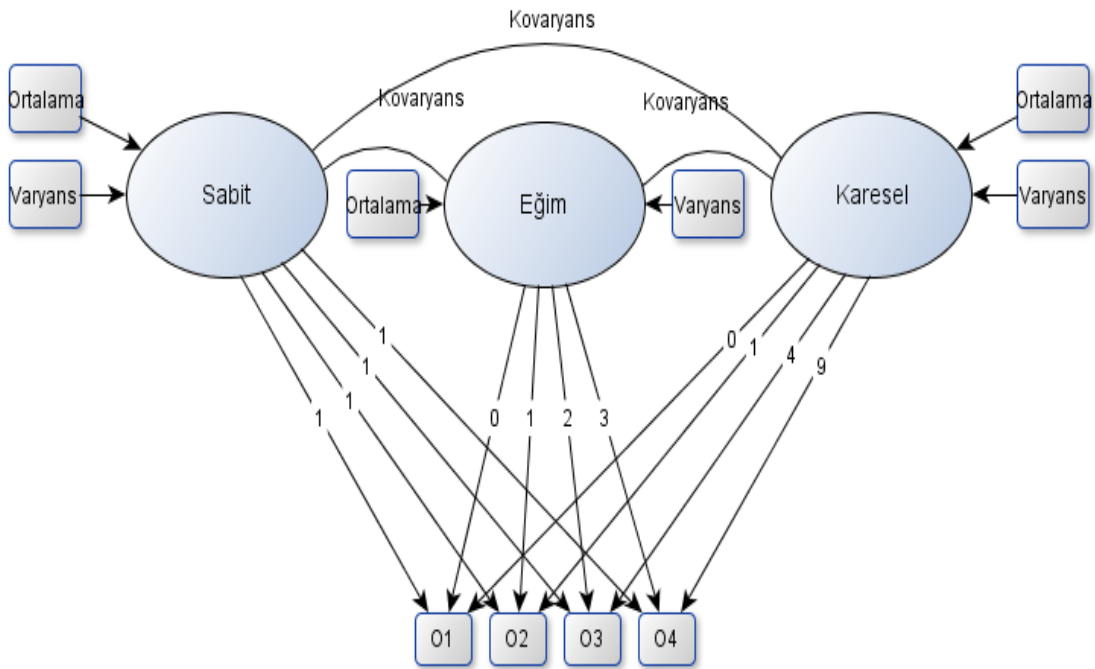 Kovaryans
Kovaryans
Kovaryans
Ortalama
Ortalama
Varyans
Sabit
Ortalama
Eğim
Varyans
Karesel
Varyans
1
1
1
1
0
1
2
3
0
1
4
9
O1
O2
O3
O4